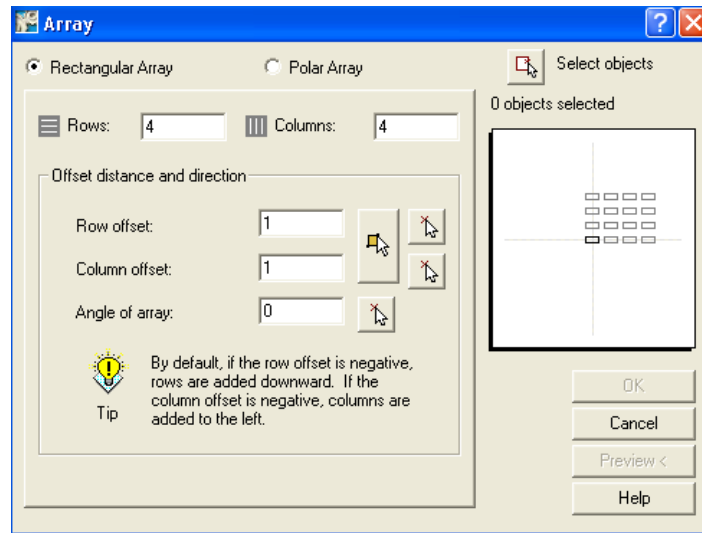 Array
Rectangular Array
Polar Array
Select objects
0 objects selected
Rows: 4
Columns: 4
Offset distance and direction
Row offset: 1
Column offset: 1
Angle of array: 0
By default, if the row offset is negative,
rows are added downward. If the
column offset is negative, columns are
added to the left.
Tip
OK
Cancel
Preview <
Help